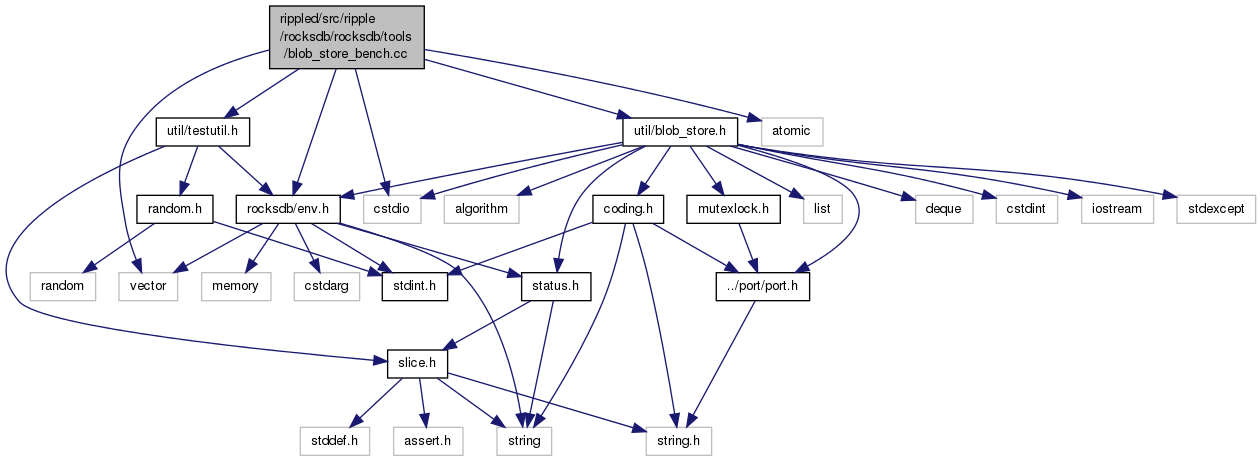 rippled/src/ripple
/rocksdb/rocksdb/tools
/blob_store_bench.cc
util/testutil.h
util/blob_store.h
atomic
random.h
rocksdb/env.h
cstdio
algorithm
coding.h
mutexlock.h
list
deque
cstdint
iostream
stdexcept
random
vector
memory
cstdarg
stdint.h
status.h
../port/port.h
slice.h
stddef.h
assert.h
string
string.h